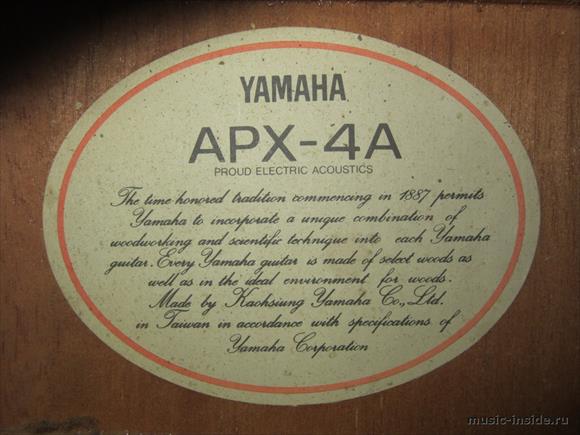 YAMAHA
APX-4A
PROUD ELECTRIC ACOUSTICS
The time honored tradition commencing in 1887 permits
Yamaha to incorporate a unique combination of
woodworking and scientific technique into each Yamaha
guitar. Every Yamaha guitar is made of select woods as
well as in the ideal environment for woods.
Made by Kaohsiung Yamaha Co., Ltd.
in Taiwan in accordance with specifications of
Yamaha Corporation
music-inside.ru